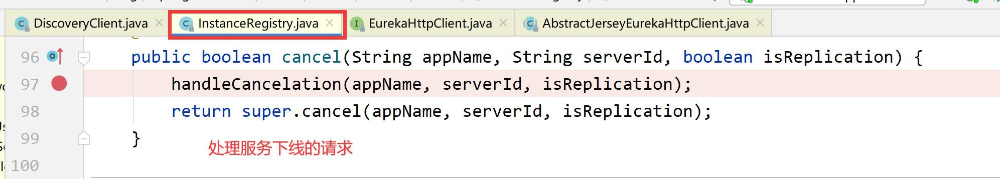 DiscoveryClient.java InstanceRegistry.java EurekaHttpClient.java AbstractJerseyEurekaHttpClient.java
96 public boolean cancel(String appName, String serverId, boolean isReplication) {
97 handleCancelation(appName, serverId, isReplication);
98 return super.cancel(appName, serverId, isReplication);
99 }
处理服务下线的请求
100